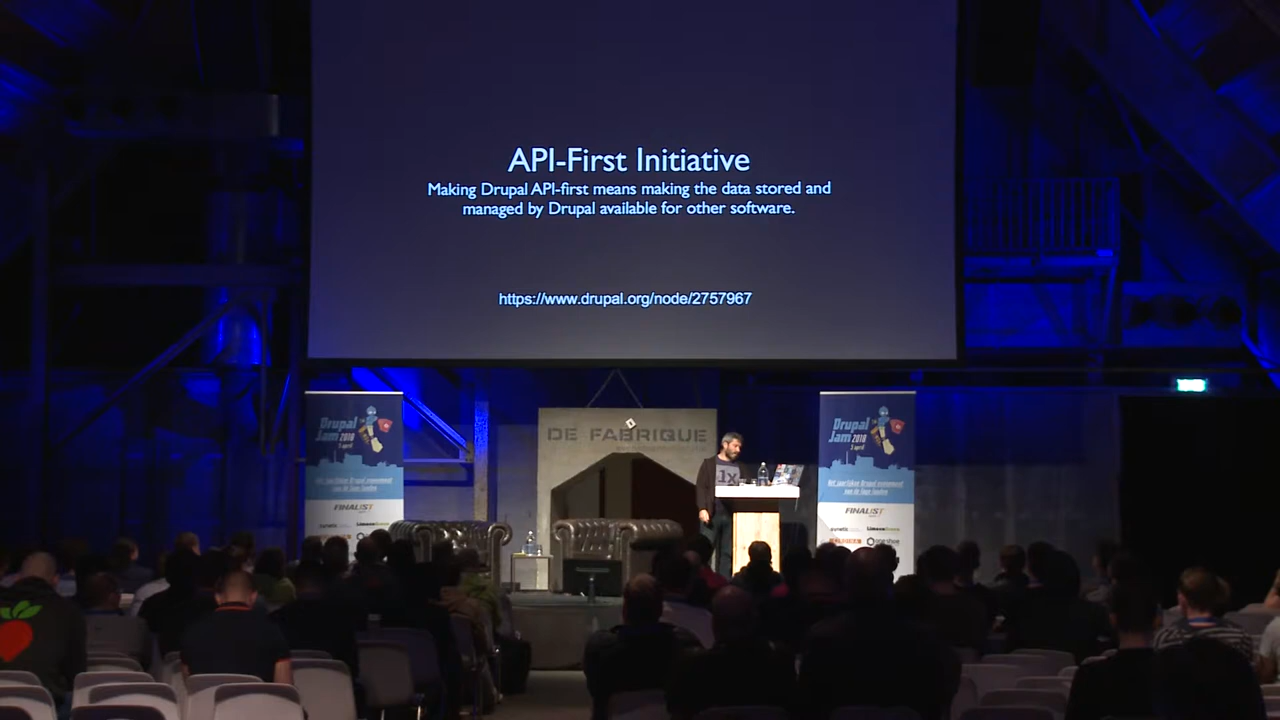 API-First Initiative
Making Drupal API-first means making the data stored and
managed by Drupal available for other software.
https://www.drupal.org/node/2757967
Drupal
Jam 2018
FINALIST
DE FABRIQUE
1x
Drupal
Jam 2018
FINALIST